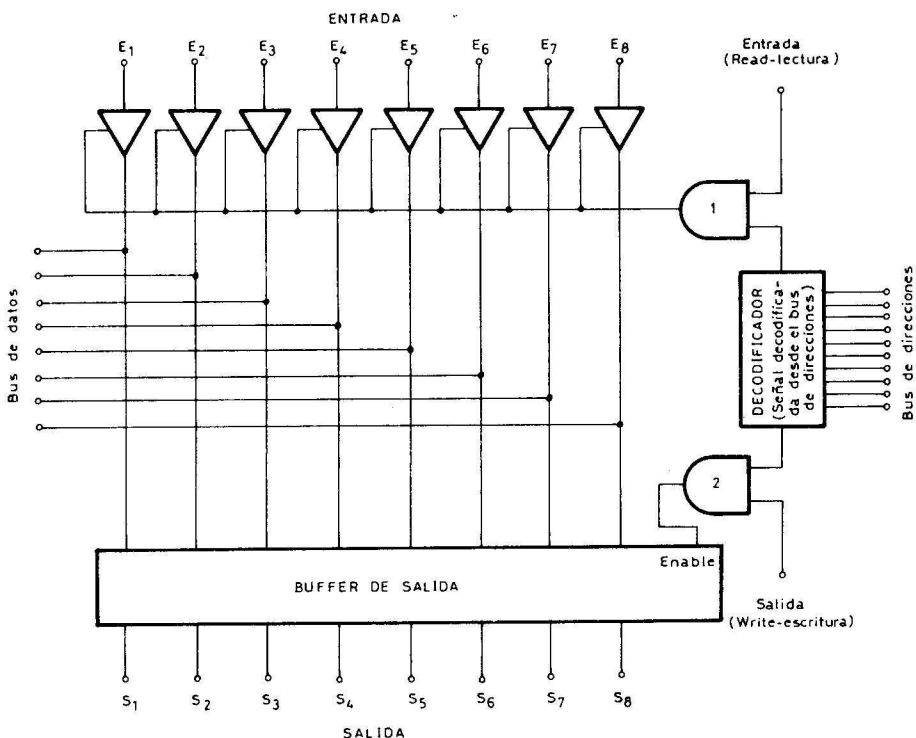 ENTRADA
E1 E2 E3 E4 E5 E6 E7 E8
Entrada
(Read-lectura)
1
Bus de datos
DECODIFICADOR
(Señal decodifica-
da desde el bus
de direcciones)
Bus de direcciones
2
Enable
BUFFER DE SALIDA
Salida
(Write-escritura)
S1 S2 S3 S4 S5 S6 S7 S8
SALIDA